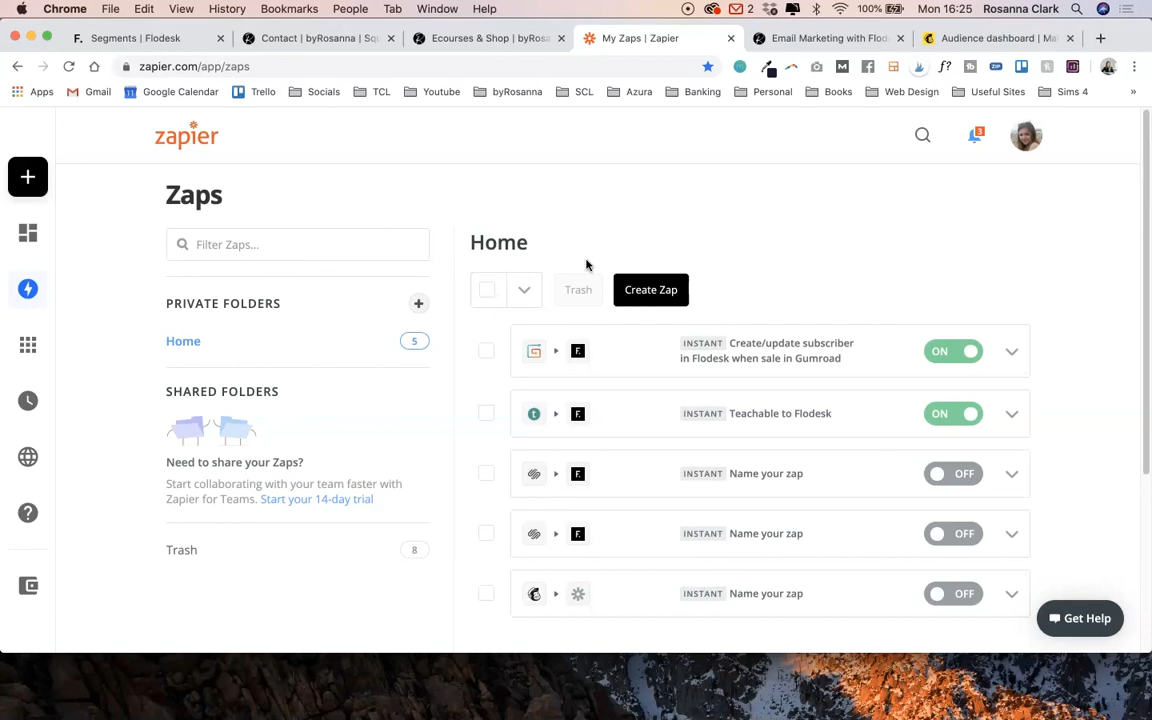 Chrome File Edit View History Bookmarks People Tab Window Help 2 100% Mon 16:25 Rosanna Clark
F. Segments | Flodesk
Contact | byRosanna | Squ
Ecourses & Shop | byRosa
My Zaps | Zapier
Email Marketing with Flod
Audience dashboard | Ma
zapier.com/app/zaps
Apps Gmail Google Calendar Trello Socials TCL Youtube byRosanna SCL Azura Banking Personal Books Web Design Useful Sites Sims 4 »
zapier
3
Zaps
Filter Zaps...
PRIVATE FOLDERS
Home 5
SHARED FOLDERS
Need to share your Zaps?
Start collaborating with your team faster with
Zapier for Teams. Start your 14-day trial
Trash 8
Home
Trash Create Zap
INSTANT Create/update subscriber
in Flodesk when sale in Gumroad
ON
INSTANT Teachable to Flodesk ON
INSTANT Name your zap OFF
INSTANT Name your zap OFF
INSTANT Name your zap OFF
Get Help